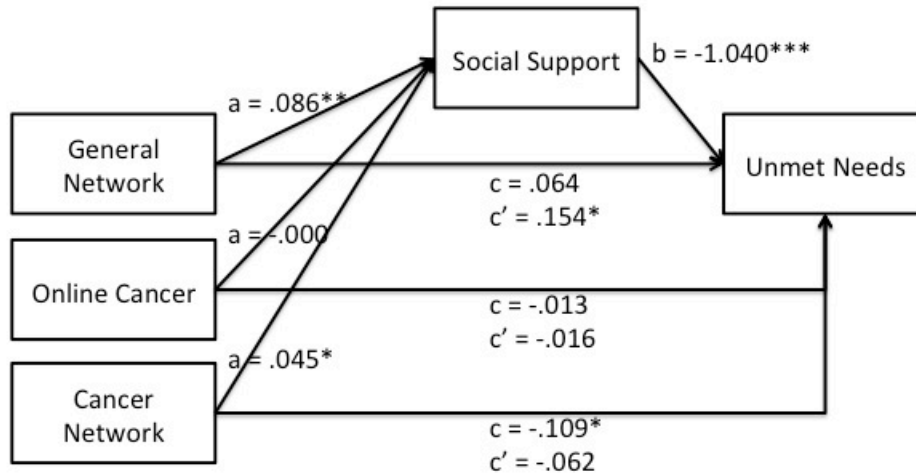 Social Support
b = -1.040***
a = .086**
General
Network
Unmet Needs
c = .064
c’ = .154*
a = -.000
Online Cancer
c = -.013
c’ = -.016
a = .045*
Cancer
Network
c = -.109*
c’ = -.062